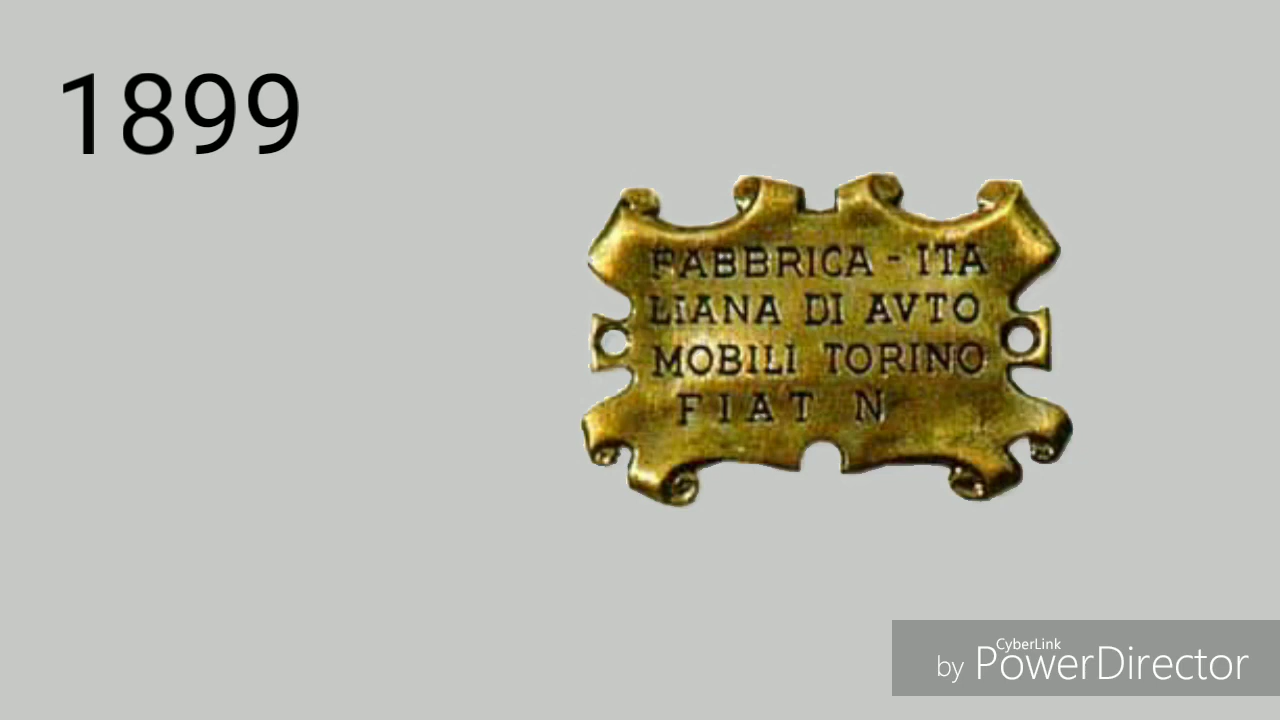 1899
FABBRICA - ITA
LIANA DI AVTO
MOBILI TORINO
FIAT N
by CyberLink PowerDirector